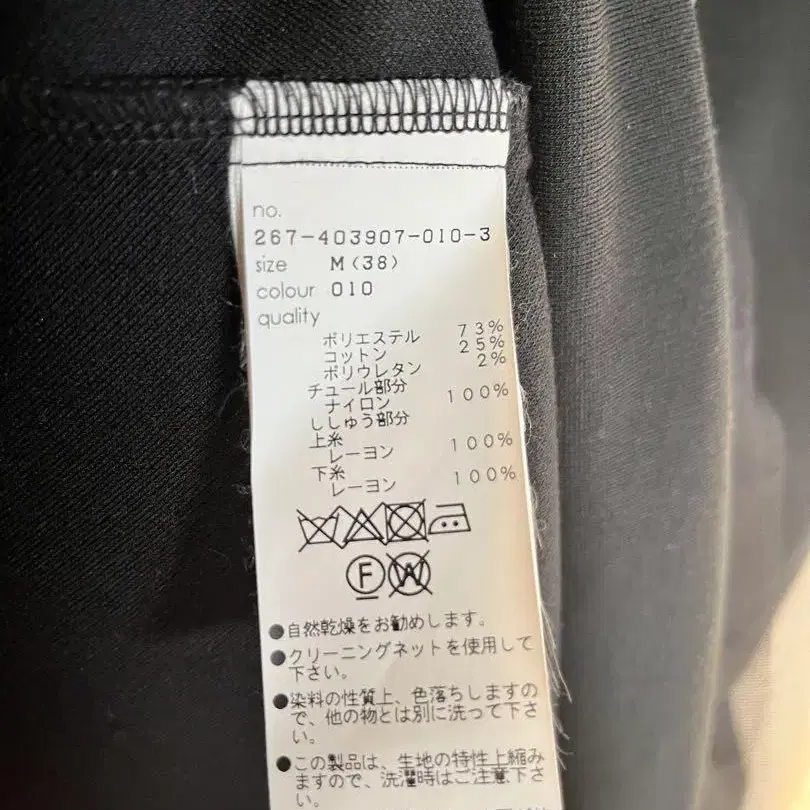 no.
267-403907-010-3
size M(38)
colour 010
quality
ポリエステル 73%
コットン 25%
ポリウレタン 2%
チュール部分
ナイロン 100%
ししゅう部分
上糸
レーヨン 100%
下糸
レーヨン 100%
F W
●自然乾燥をお勧めします。
●クリーニングネットを使用して
下さい。
●染料の性質上、色落ちしますの
で、他の物とは別に洗って下さ
い。
●この製品は、生地の特性上縮み
ますので、洗濯時はご注意下さ
い。